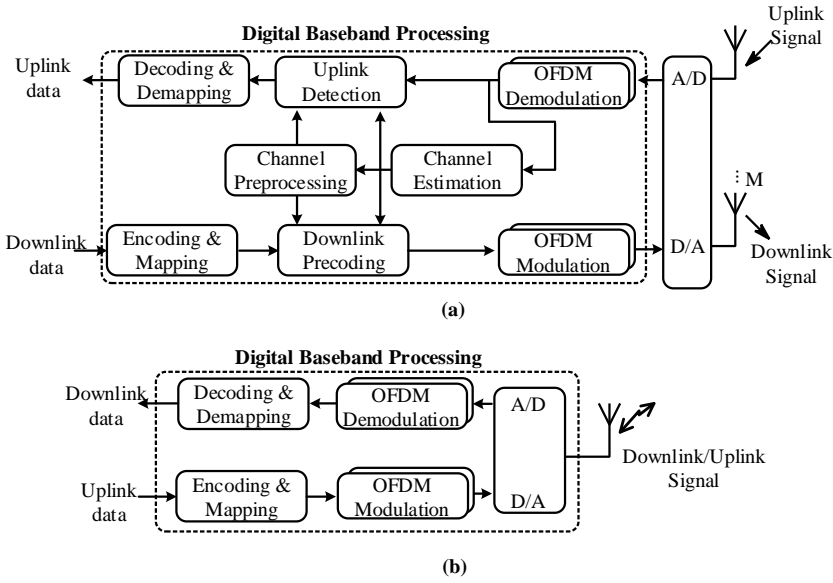 Digital Baseband Processing
Uplink
Signal
Uplink
data
Decoding &
Demapping
Uplink
Detection
OFDM
Demodulation
A/D
Channel
Preprocessing
Channel
Estimation
...M
Downlink
data
Encoding &
Mapping
Downlink
Precoding
OFDM
Modulation
D/A
Downlink
Signal
(a)
Digital Baseband Processing
Downlink
data
Decoding &
Demapping
OFDM
Demodulation
A/D
Downlink/Uplink
Signal
Uplink
data
Encoding &
Mapping
OFDM
Modulation
D/A
(b)